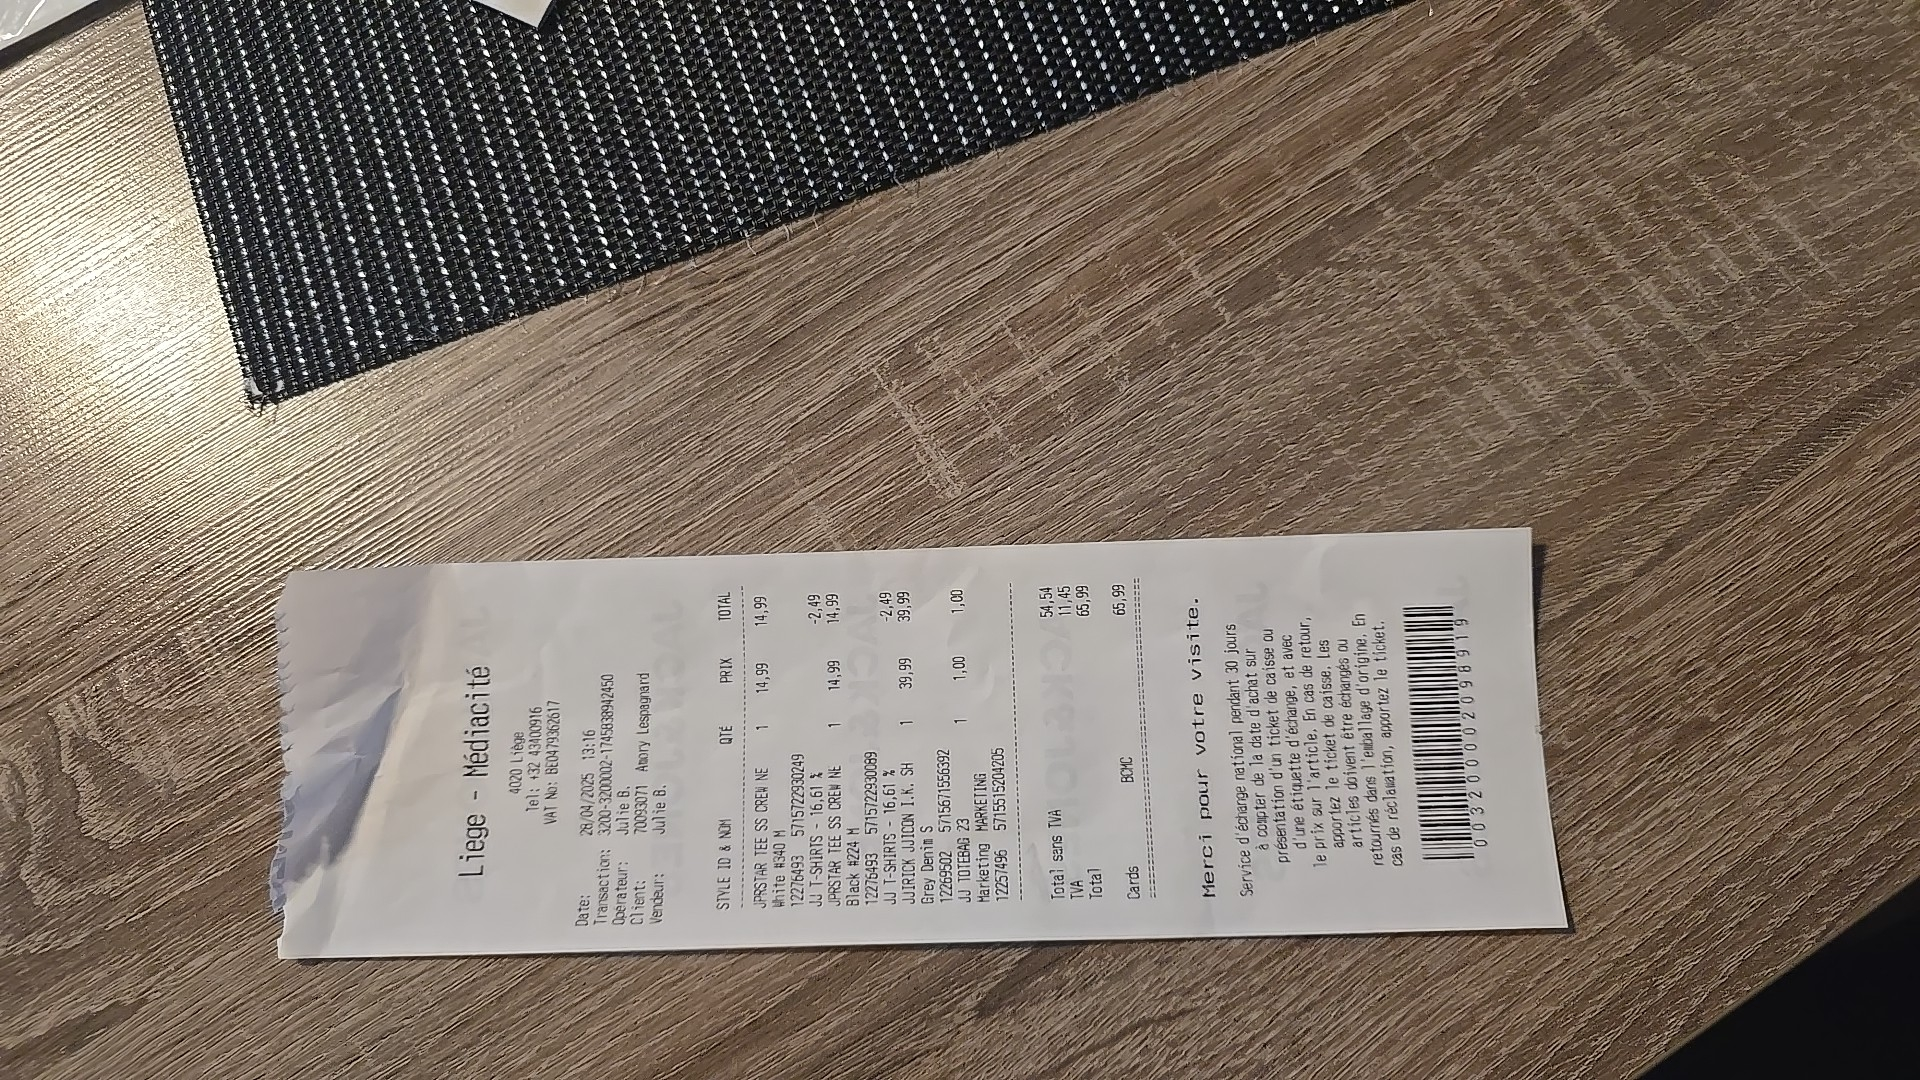 Liege - Médiacité
4020 Liège
Tel: +32 43400916
VAT No: BE0479362617
Date: 28/04/2025 13:16
Transaction: 3200-3200002-1745838942450
Opérateur: Julie B.
Client: 70093071 Amory Lespagnard
Vendeur: Julie B.
STYLE ID & NOM QTE PRIX TOTAL
JPRSTAR TEE SS CREW NE 1 14,99 14,99
White #340 M
12276493 5715722930249
JJ T-SHIRTS - 16,61 % -2,49
JPRSTAR TEE SS CREW NE 1 14,99 14,99
Black #224 M
12276493 5715722930089
JJ T-SHIRTS - 16,61 % -2,49
JJIRICK JJICON I.K. SH 1 39,99 39,99
Grey Denim S
12269502 5715671556392
JJ TOTEBAG 23 1 1,00 1,00
Marketing MARKETING
12257496 5715515204205
Total sans TVA 54,54
TVA 11,45
Total 65,99
Cards BCMC 65,99
Merci pour votre visite.
Service d'échange national pendant 30 jours
à compter de la date d'achat sur
présentation d'un ticket de caisse ou
d'une étiquette d'échange, et avec
le prix sur l'article. En cas de retour,
apportez le ticket de caisse. Les
articles doivent être échangés ou
retournés dans l'emballage d'origine. En
cas de réclamation, apportez le ticket.
0032000002098919